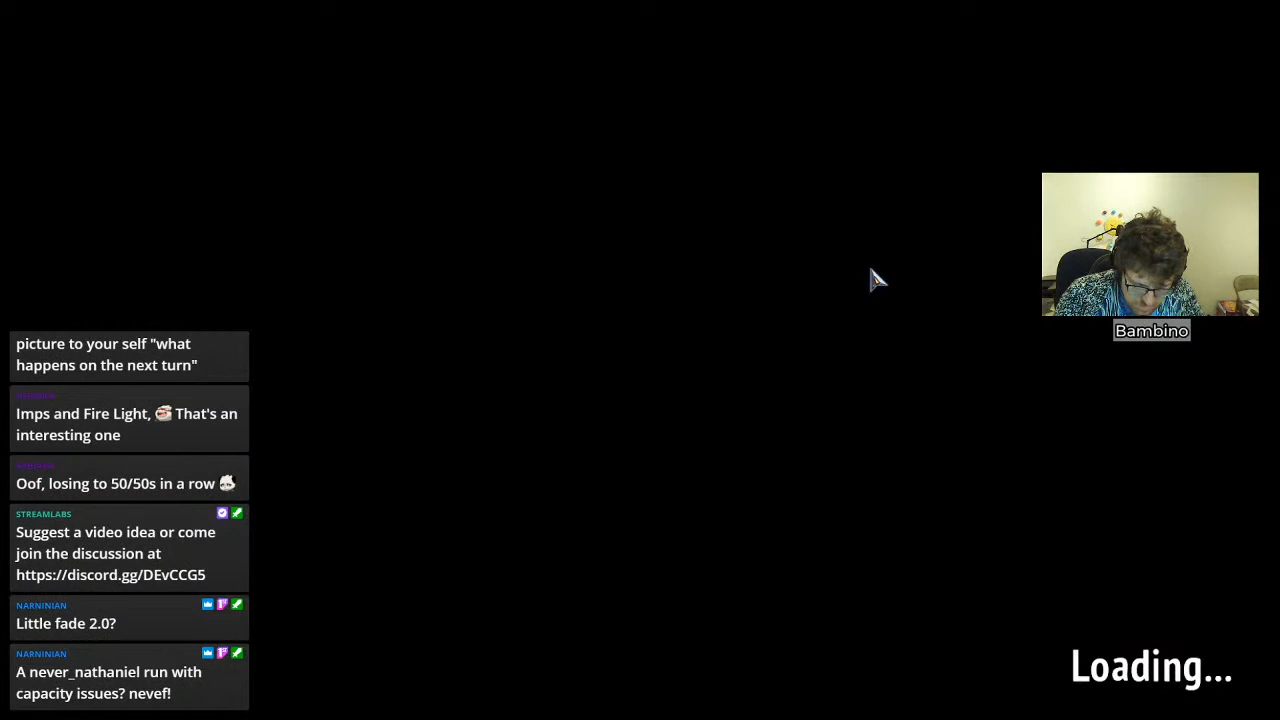 picture to your self "what
happens on the next turn"
Imps and Fire Light, That's an
interesting one
Oof, losing to 50/50s in a row
STREAMLABS
Suggest a video idea or come
join the discussion at
https://discord.gg/DEvCCG5
NARNINIAN
Little fade 2.0?
NARNINIAN
A never_nathaniel run with
capacity issues? nevef!
Bambino
Loading...